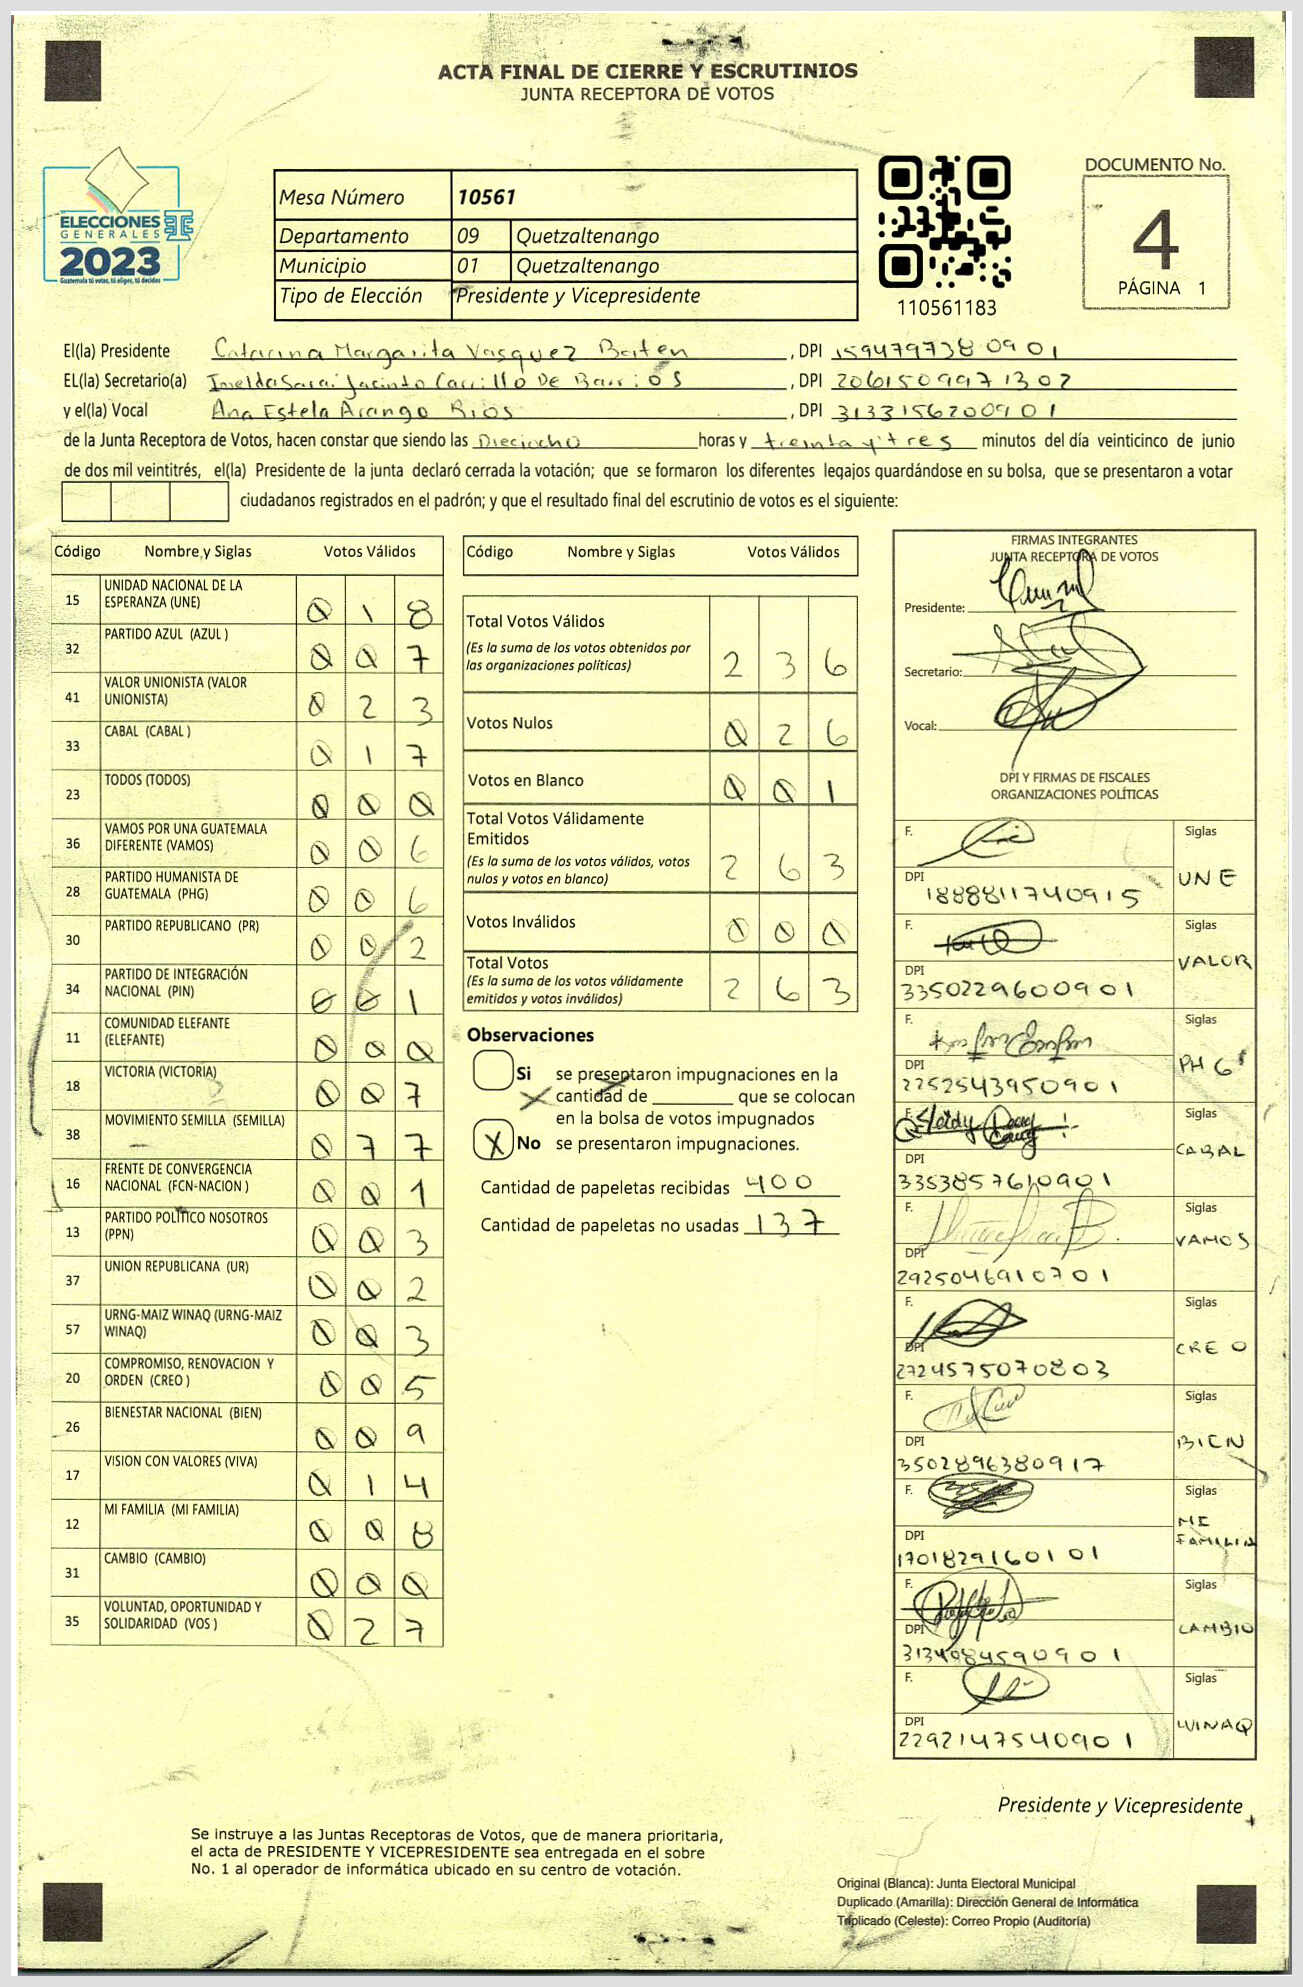 ACTA FINAL DE CIERRE Y ESCRUTINIOS
JUNTA RECEPTORA DE VOTOS
ELECCIONES
GENERALES
2023
Guatemala tú votas, tú eliges, tú decides
Mesa Número 10561
Departamento 09 Quetzaltenango
Municipio 01 Quetzaltenango
Tipo de Elección Presidente y Vicepresidente
110561183
DOCUMENTO No.
4
PÁGINA 1
El(la) Presidente Catarina Margarita Vasquez Baten, DPI 1594797380901
EL(la) Secretario(a) Imelda Sarai Jacinto Carrillo De Barrios, DPI 2061509971302
y el(la) Vocal Ana Estela Arango Rios, DPI 3133156200901
de la Junta Receptora de Votos, hacen constar que siendo las Dieciocho horas y treinta y tres minutos del día veinticinco de junio
de dos mil veintitrés, el(la) Presidente de la junta declaró cerrada la votación; que se formaron los diferentes legajos guardándose en su bolsa, que se presentaron a votar
ciudadanos registrados en el padrón; y que el resultado final del escrutinio de votos es el siguiente:
Código Nombre y Siglas Votos Válidos
15 UNIDAD NACIONAL DE LA ESPERANZA (UNE) 0 1 8
32 PARTIDO AZUL (AZUL ) 0 0 7
41 VALOR UNIONISTA (VALOR UNIONISTA) 0 2 3
33 CABAL (CABAL ) 0 1 7
23 TODOS (TODOS) 0 0 0
36 VAMOS POR UNA GUATEMALA DIFERENTE (VAMOS) 0 0 6
28 PARTIDO HUMANISTA DE GUATEMALA (PHG) 0 0 6
30 PARTIDO REPUBLICANO (PR) 0 0 2
34 PARTIDO DE INTEGRACIÓN NACIONAL (PIN) 0 0 1
11 COMUNIDAD ELEFANTE (ELEFANTE) 0 0 0
18 VICTORIA (VICTORIA) 0 0 7
38 MOVIMIENTO SEMILLA (SEMILLA) 0 7 7
16 FRENTE DE CONVERGENCIA NACIONAL (FCN-NACION ) 0 0 1
13 PARTIDO POLÍTICO NOSOTROS (PPN) 0 0 3
37 UNION REPUBLICANA (UR) 0 0 2
57 URNG-MAIZ WINAQ (URNG-MAIZ WINAQ) 0 0 3
20 COMPROMISO, RENOVACION Y ORDEN (CREO ) 0 0 5
26 BIENESTAR NACIONAL (BIEN) 0 0 9
17 VISION CON VALORES (VIVA) 0 1 4
12 MI FAMILIA (MI FAMILIA) 0 0 8
31 CAMBIO (CAMBIO) 0 0 0
35 VOLUNTAD, OPORTUNIDAD Y SOLIDARIDAD (VOS ) 0 2 7
Código Nombre y Siglas Votos Válidos
Total Votos Válidos 2 3 6
(Es la suma de los votos obtenidos por
las organizaciones políticas)
Votos Nulos 0 2 6
Votos en Blanco 0 0 1
Total Votos Válidamente
Emitidos 2 6 3
(Es la suma de los votos válidos, votos
nulos y votos en blanco)
Votos Inválidos 0 0 0
Total Votos 2 6 3
(Es la suma de los votos válidamente
emitidos y votos inválidos)
Observaciones
Si se presentaron impugnaciones en la
cantidad de que se colocan
en la bolsa de votos impugnados
X No se presentaron impugnaciones.
Cantidad de papeletas recibidas 400
Cantidad de papeletas no usadas 137
FIRMAS INTEGRANTES
JUNTA RECEPTORA DE VOTOS
Presidente:
Secretario:
Vocal:
DPI Y FIRMAS DE FISCALES
ORGANIZACIONES POLÍTICAS
F. Siglas
DPI UNE
1888811740915
F. Siglas
DPI VALOR
3350229600901
F. Siglas
DPI PHG
2252543950901
F. Siglas
DPI CABAL
3353857610901
F. Siglas
DPI VAMOS
2925046910701
F. Siglas
DPI CREO
2724575070803
F. Siglas
DPI BIEN
3502896380917
F. Siglas
DPI MI FAMILIA
1701829160101
F. Siglas
DPI CAMBIO
3134084590901
F. Siglas
DPI WINAQ
2292147540901
Presidente y Vicepresidente
Se instruye a las Juntas Receptoras de Votos, que de manera prioritaria,
el acta de PRESIDENTE Y VICEPRESIDENTE sea entregada en el sobre
No. 1 al operador de informática ubicado en su centro de votación.
Original (Blanca): Junta Electoral Municipal
Duplicado (Amarilla): Dirección General de Informática
Triplicado (Celeste): Correo Propio (Auditoría)